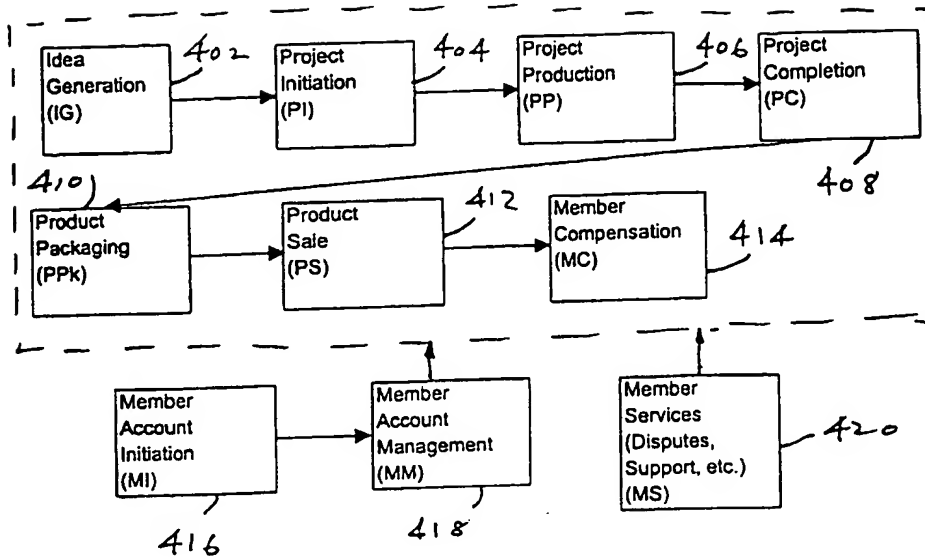 Idea
Generation
(IG)
402
Project
Initiation
(PI)
404
Project
Production
(PP)
406
Project
Completion
(PC)
408
410
Product
Packaging
(PPk)
Product
Sale
(PS)
412
Member
Compensation
(MC)
414
Member
Account
Initiation
(MI)
416
Member
Account
Management
(MM)
418
Member
Services
(Disputes,
Support, etc.)
(MS)
420